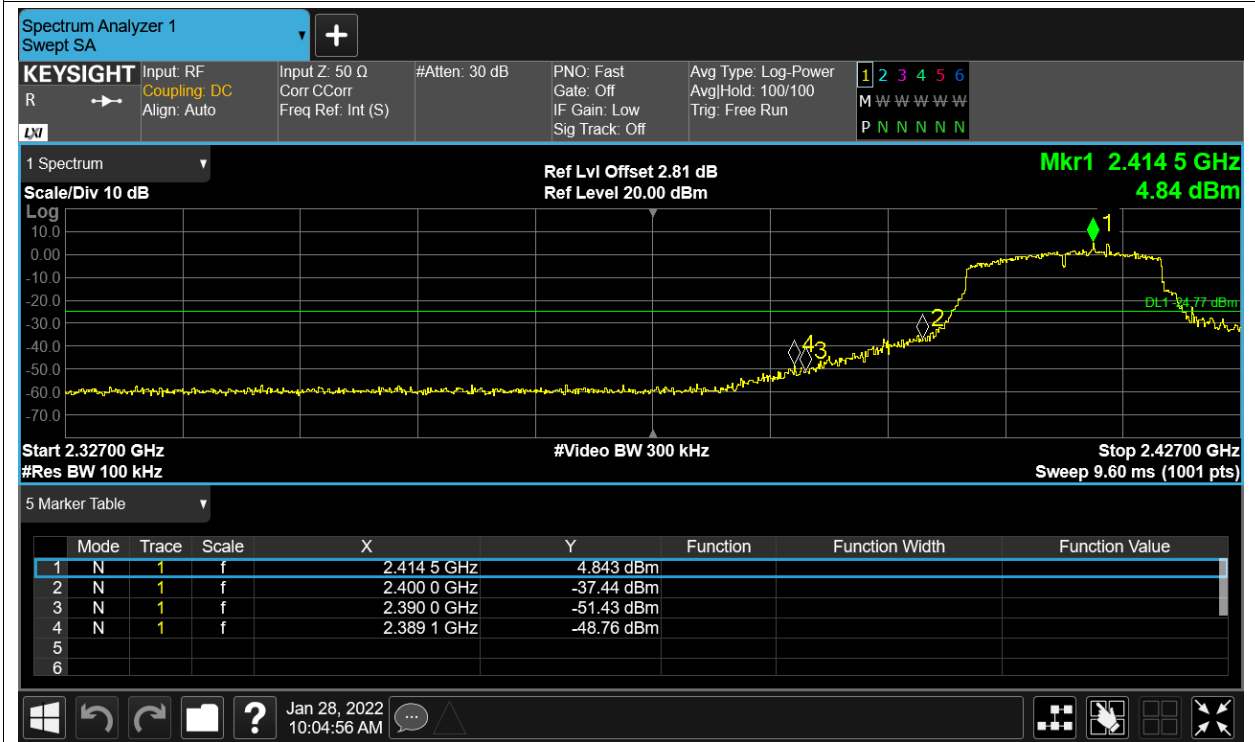 Spectrum Analyzer 1
Swept SA
KEYSIGHT
R
LXI
Input: RF
Coupling: DC
Align: Auto
Input Z: 50 Ω
Corr CCorr
Freq Ref: Int (S)
#Atten: 30 dB
PNO: Fast
Gate: Off
IF Gain: Low
Sig Track: Off
Avg Type: Log-Power
Avg|Hold: 100/100
Trig: Free Run
1 2 3 4 5 6
M W W W W W
P N N N N N
1 Spectrum
Scale/Div 10 dB
Ref Lvl Offset 2.81 dB
Ref Level 20.00 dBm
Mkr1 2.414 5 GHz
4.84 dBm
Log
10.0
0.00
-10.0
-20.0
-30.0
-40.0
-50.0
-60.0
-70.0
1
DL1 -24.77 dBm
2
4
3
Start 2.32700 GHz
#Res BW 100 kHz
#Video BW 300 kHz
Stop 2.42700 GHz
Sweep 9.60 ms (1001 pts)
5 Marker Table
Mode Trace Scale X Y Function Function Width Function Value
1 N 1 f 2.414 5 GHz 4.843 dBm
2 N 1 f 2.400 0 GHz -37.44 dBm
3 N 1 f 2.390 0 GHz -51.43 dBm
4 N 1 f 2.389 1 GHz -48.76 dBm
5
6
?
Jan 28, 2022
10:04:56 AM